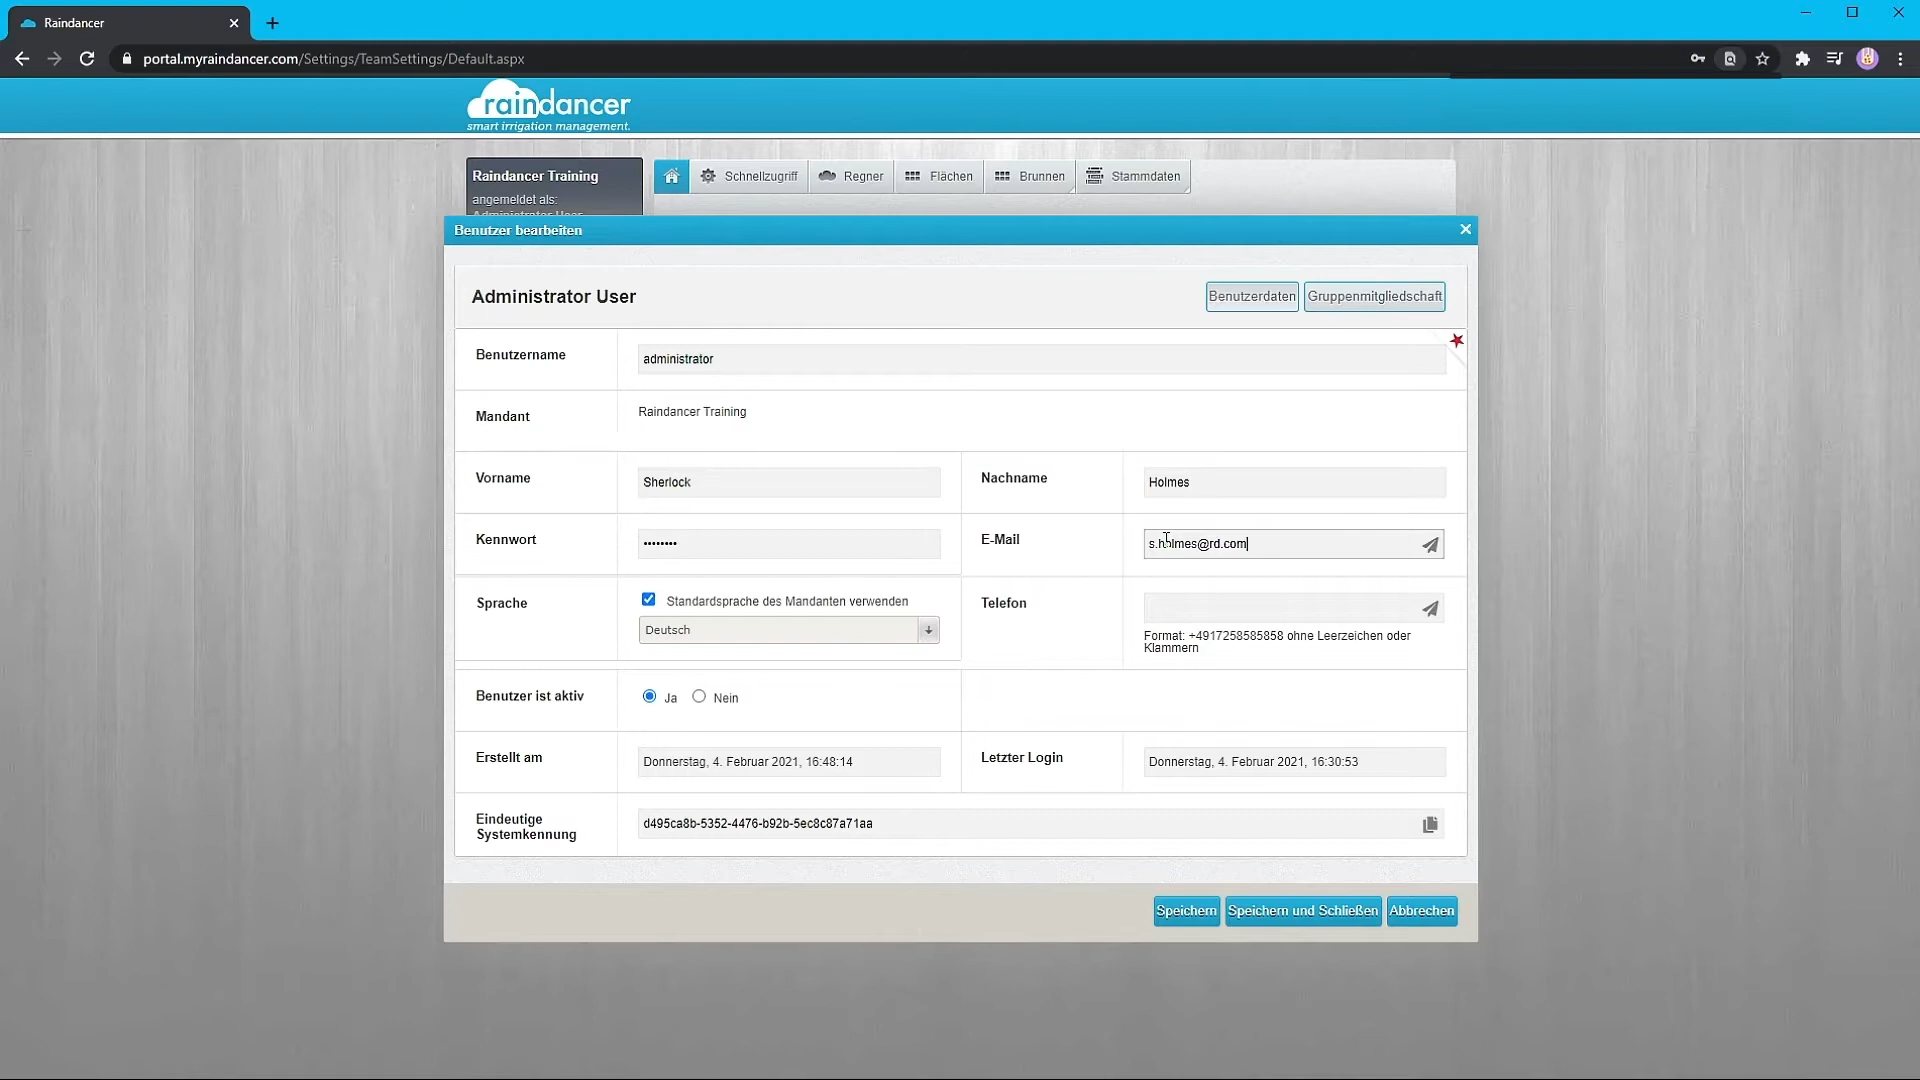 Raindancer
portal.myraindancer.com/Settings/TeamSettings/Default.aspx
raindancer
smart irrigation management.
Raindancer Training
angemeldet als:
Administrator User
Schnellzugriff
Regner
Flächen
Brunnen
Stammdaten
Benutzer bearbeiten
Administrator User
Benutzerdaten
Gruppenmitgliedschaft
Benutzername
administrator
Mandant
Raindancer Training
Vorname
Sherlock
Nachname
Holmes
Kennwort
••••••••
E-Mail
s.holmes@rd.com
Sprache
Standardsprache des Mandanten verwenden
Deutsch
Telefon
Format: +4917258585858 ohne Leerzeichen oder
Klammern
Benutzer ist aktiv
Ja
Nein
Erstellt am
Donnerstag, 4. Februar 2021, 16:48:14
Letzter Login
Donnerstag, 4. Februar 2021, 16:30:53
Eindeutige
Systemkennung
d495ca8b-5352-4476-b92b-5ec8c87a71aa
Speichern
Speichern und Schließen
Abbrechen